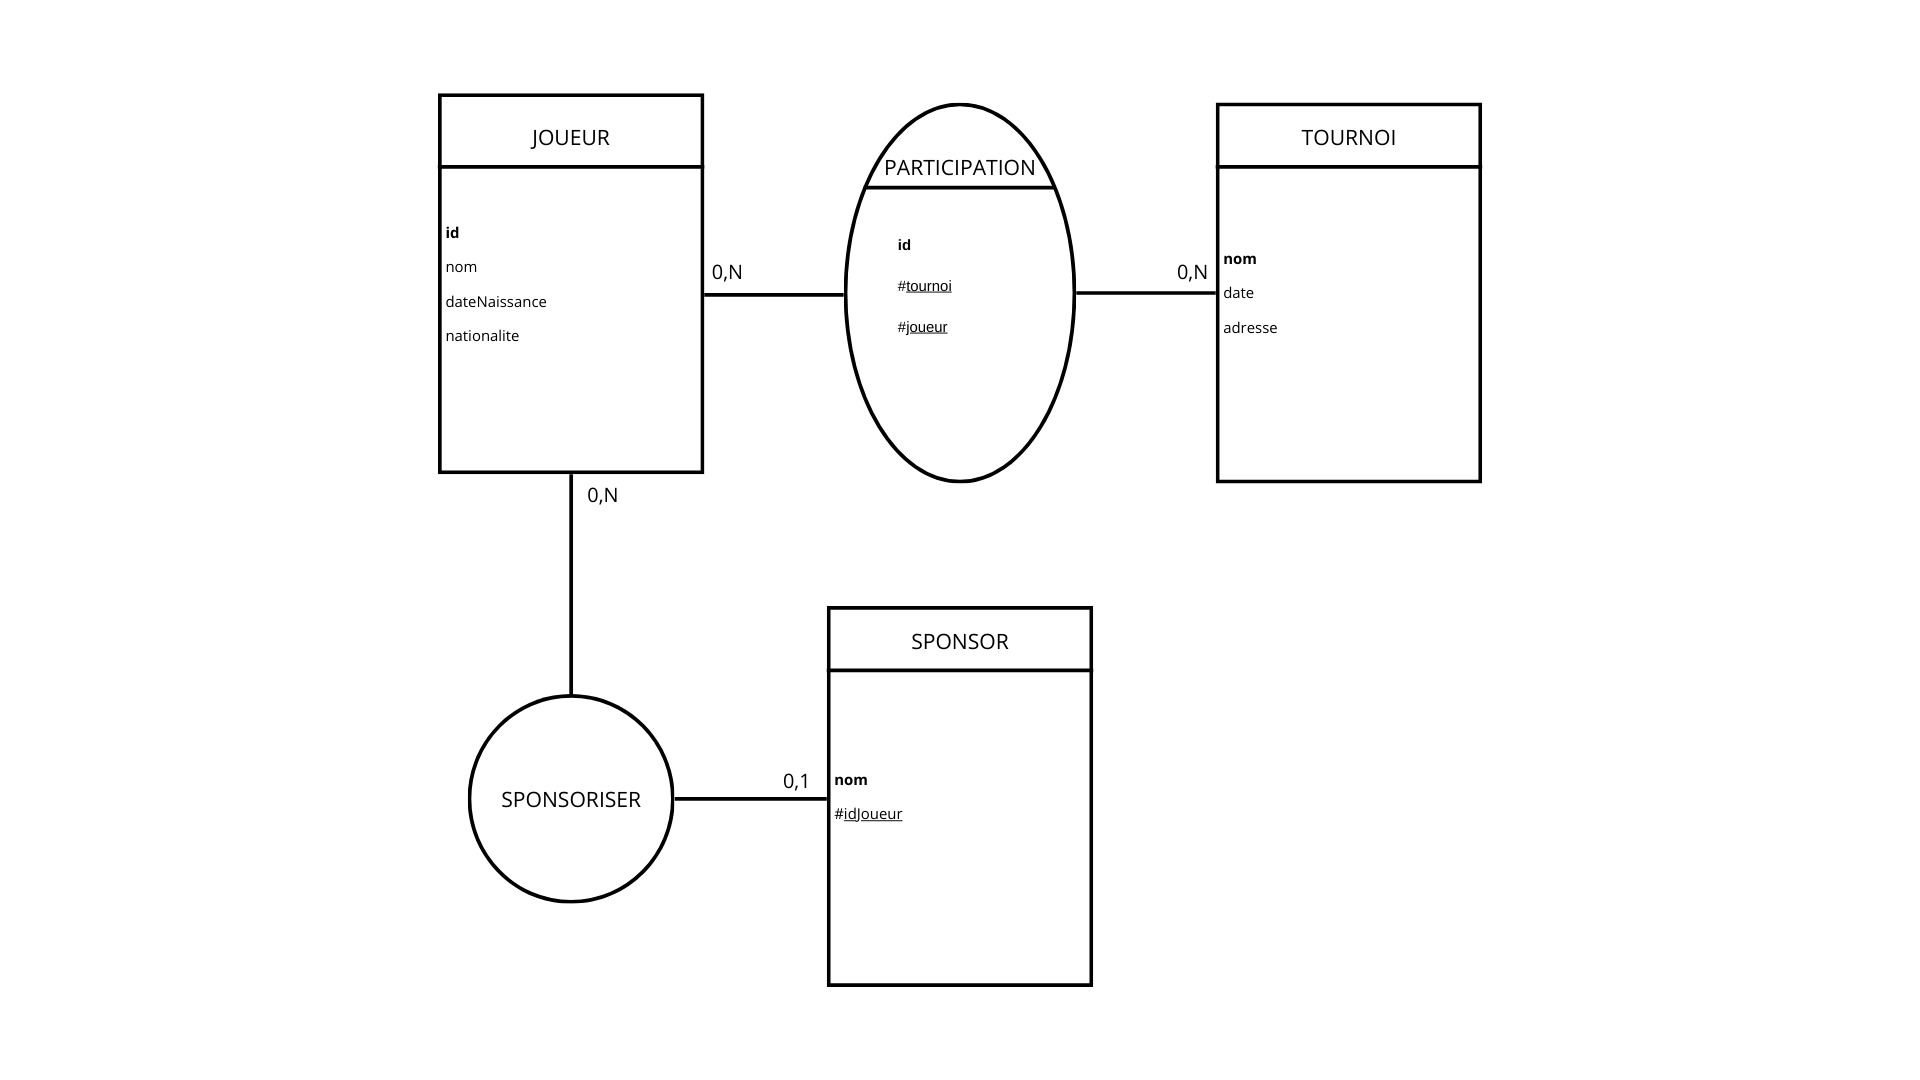 JOUEUR
id
nom
dateNaissance
nationalite
0,N
0,N
PARTICIPATION
id
#tournoi
#joueur
0,N
TOURNOI
nom
date
adresse
SPONSORISER
0,1
SPONSOR
nom
#idJoueur